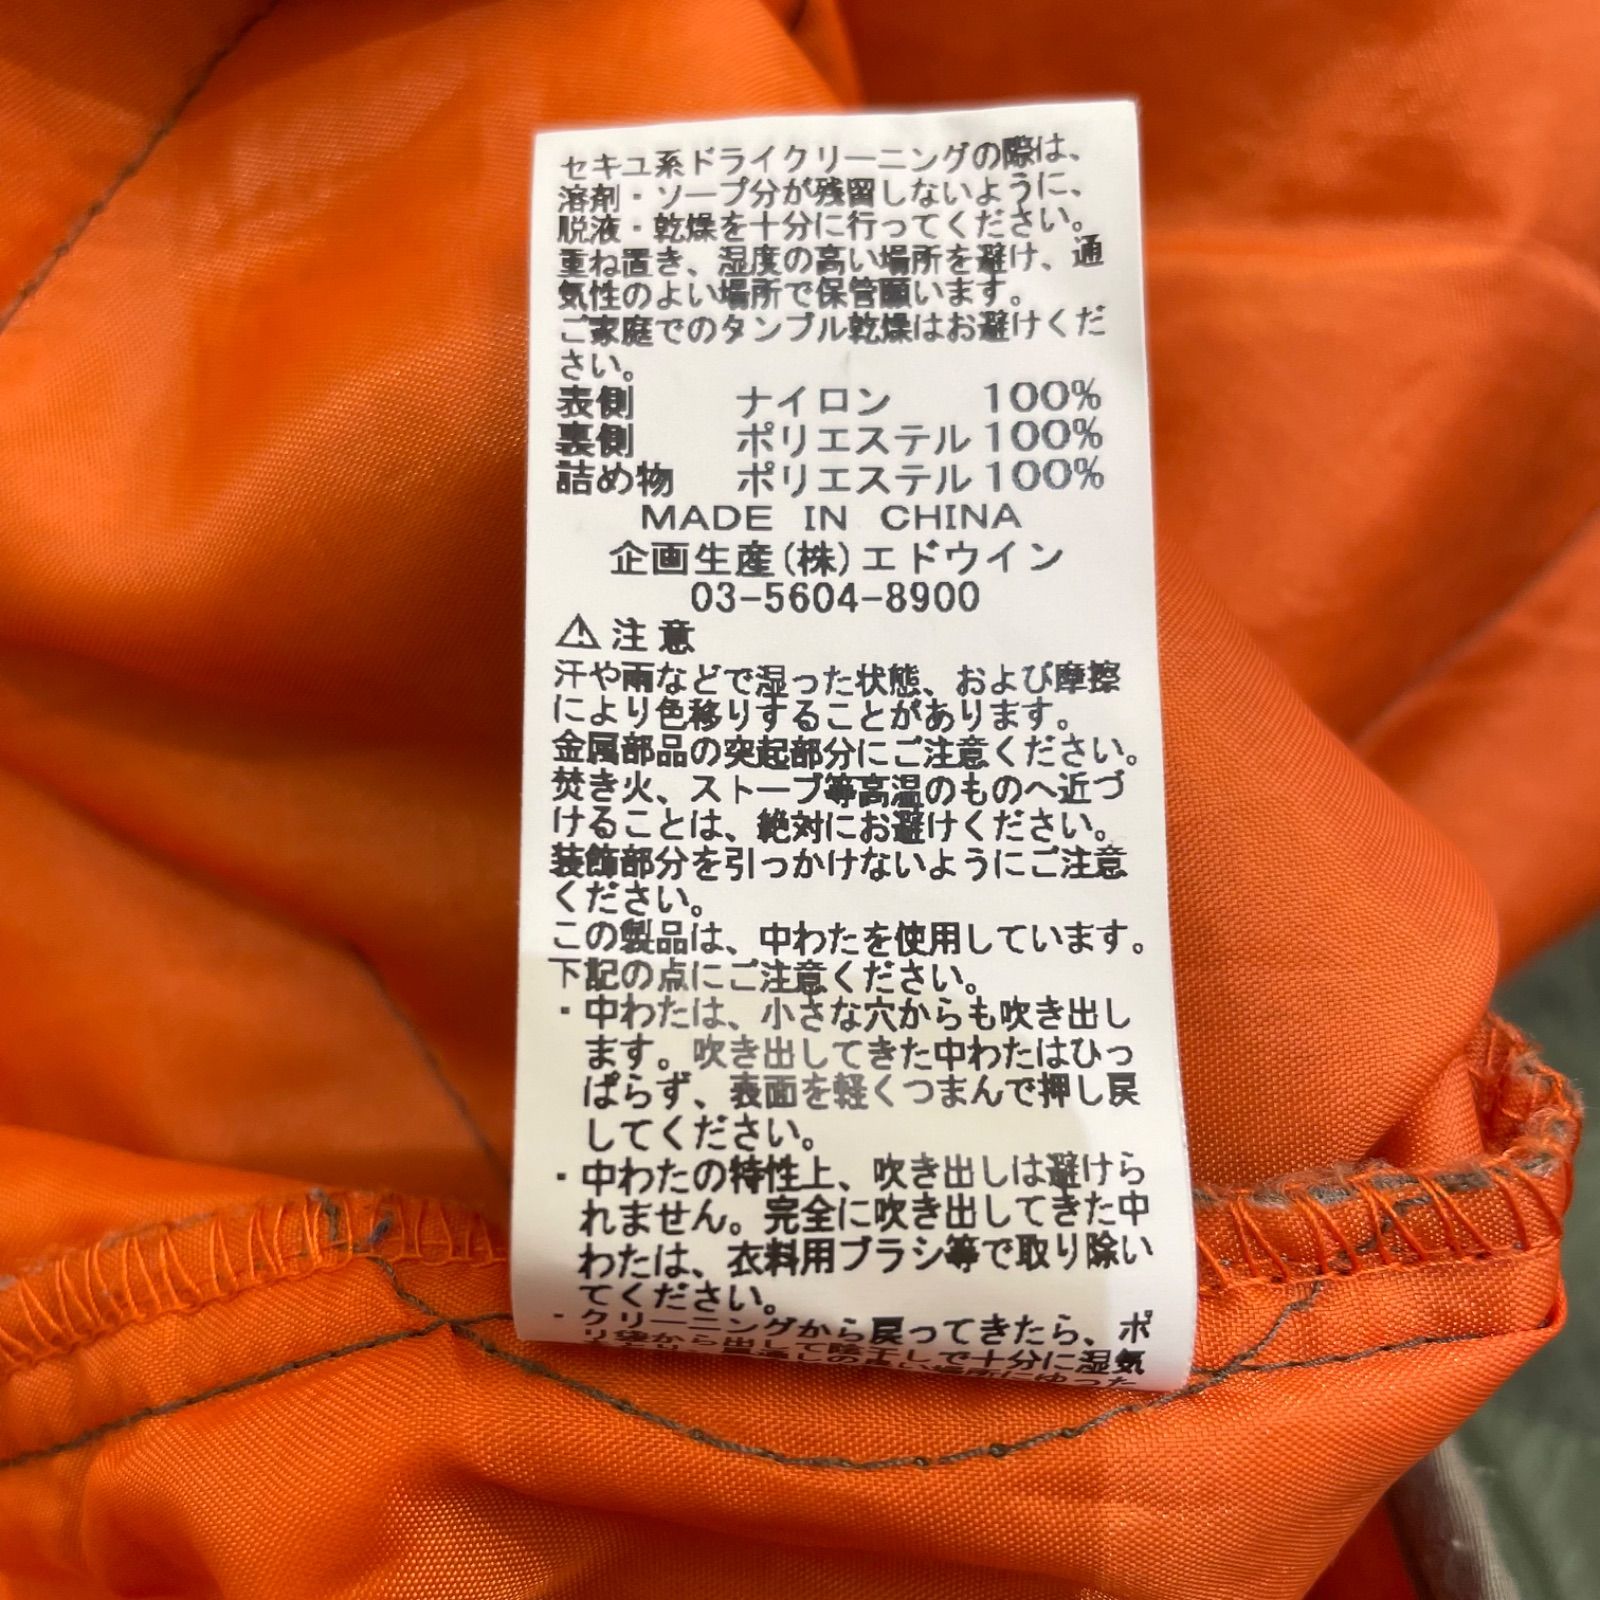 セキユ系ドライクリーニングの際は、
溶剤・ソープ分が残留しないように、
脱液・乾燥を十分に行ってください。
重ね置き、湿度の高い場所を避け、通
気性のよい場所で保管願います。
ご家庭でのタンブル乾燥はお避けくだ
さい。
表側 ナイロン 100%
裏側 ポリエステル 100%
詰め物 ポリエステル 100%
MADE IN CHINA
企画生産(株)エドウイン
03-5604-8900
⚠注意
汗や雨などで湿った状態、および摩擦
により色移りすることがあります。
金属部品の突起部分にご注意ください。
焚き火、ストーブ等高温のものへ近づ
けることは、絶対にお避けください。
装飾部分を引っかけないようにご注意
ください。
この製品は、中わたを使用しています。
下記の点にご注意ください。
・中わたは、小さな穴からも吹き出し
ます。吹き出してきた中わたはひっ
ぱらず、表面を軽くつまんで押し戻
してください。
・中わたの特性上、吹き出しは避けら
れません。完全に吹き出してきた中
わたは、衣料用ブラシ等で取り除い
てください。
・クリーニングから戻ってきたら、ポ
リ袋から出して陰干しで十分に湿気